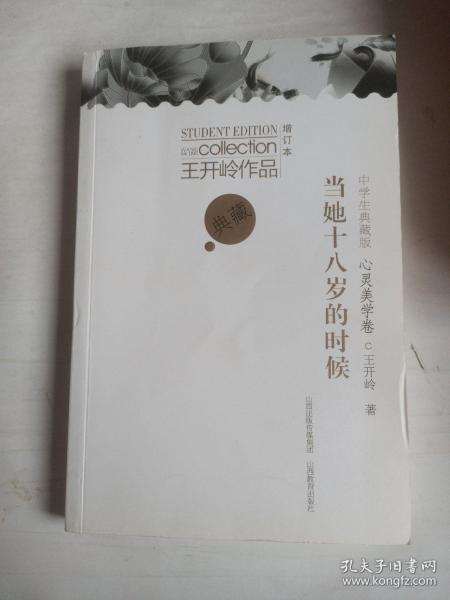 STUDENT EDITION
collection
王开岭作品
增订本
典藏
当她十八岁的时候
中学生典藏版 心灵美学卷 C 王开岭 著
山西出版传媒集团 山西教育出版社
孔夫子旧书网
www.kongfz.com